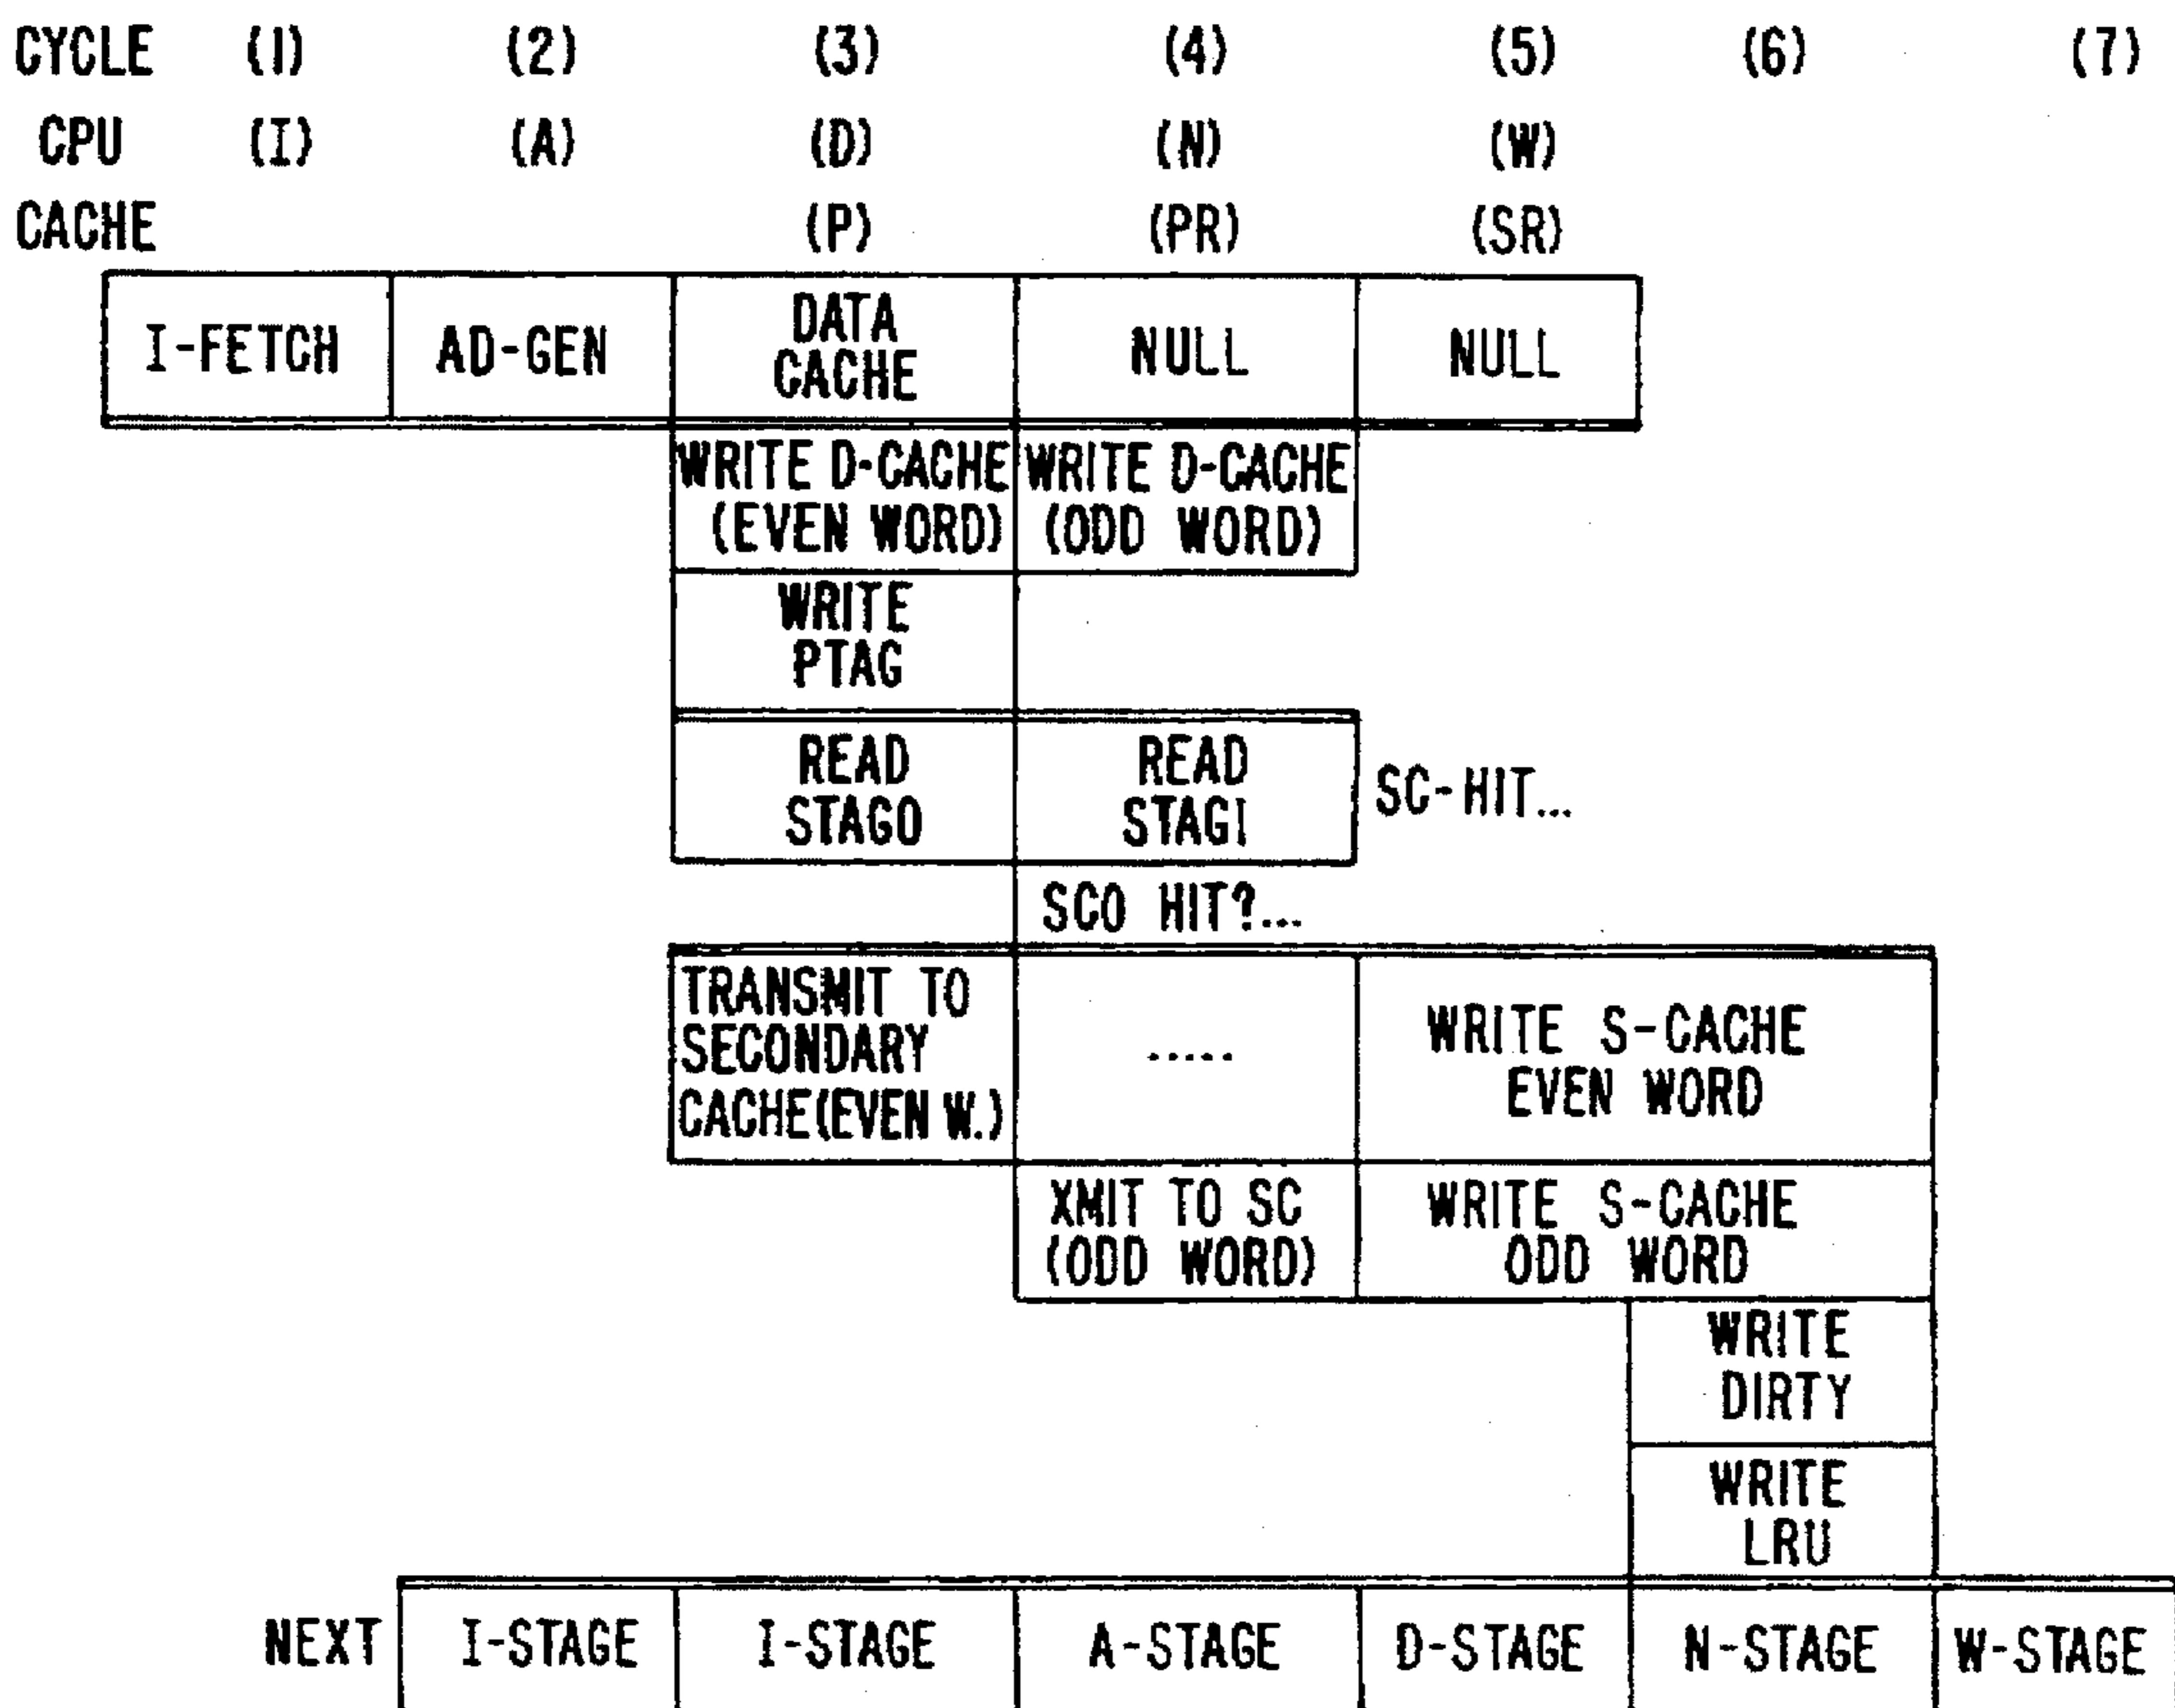 CYCLE (1) (2) (3) (4) (5) (6) (7)
CPU (I) (A) (D) (N) (W)
CACHE (P) (PR) (SR)
I-FETCH AD-GEN DATA CACHE NULL NULL
WRITE D-CACHE (EVEN WORD)
WRITE D-CACHE (ODD WORD)
WRITE
PTAG
READ STAG0
READ STAG1
SC-HIT...
SC0 HIT?...
TRANSMIT TO
SECONDARY
CACHE(EVEN W.)
.....
WRITE S-CACHE
EVEN WORD
XMIT TO SC
(ODD WORD)
WRITE S-CACHE
ODD WORD
WRITE
DIRTY
WRITE
LRU
NEXT I-STAGE I-STAGE A-STAGE D-STAGE N-STAGE W-STAGE